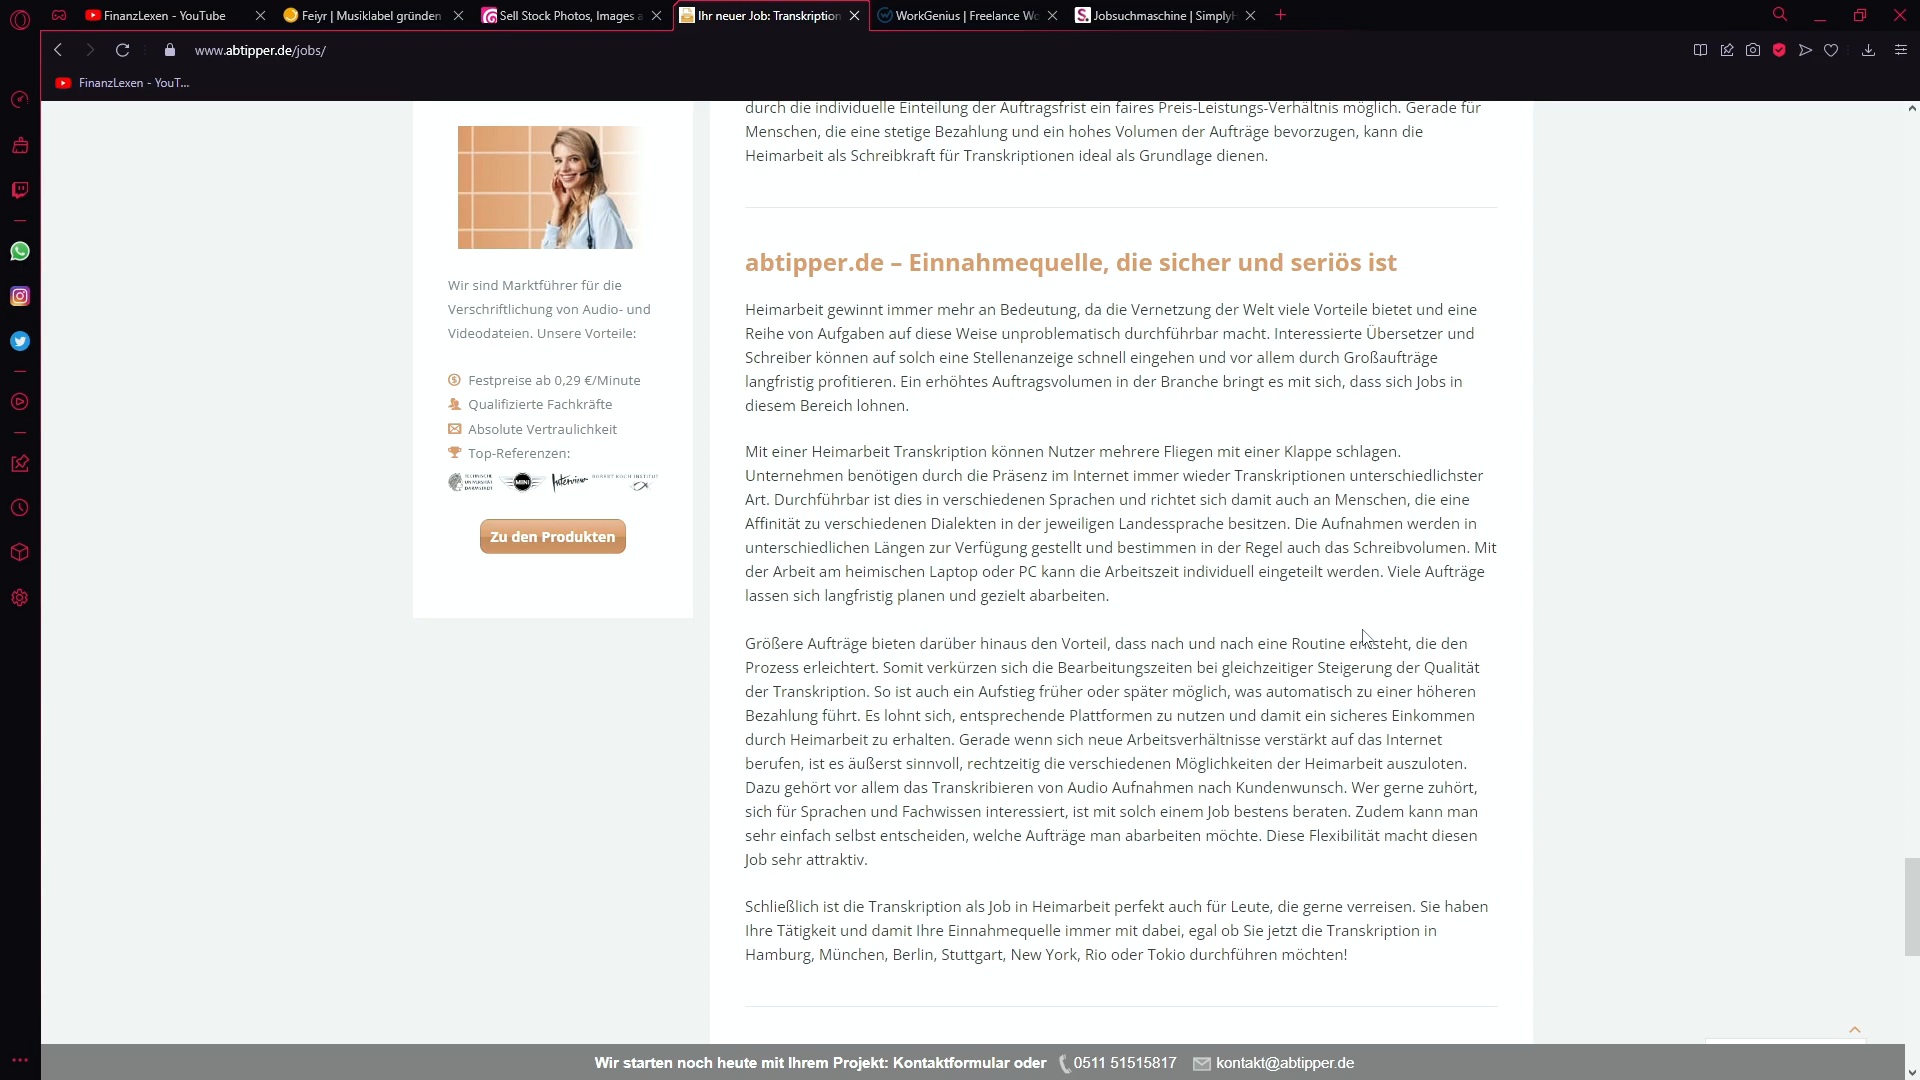 FinanzLexen - YouTube
Feiyr | Musiklabel gründen
Sell Stock Photos, Images a
Ihr neuer Job: Transkription
WorkGenius | Freelance Wo
Jobsuchmaschine | SimplyH
www.abtipper.de/jobs/
FinanzLexen - YouT...
durch die individuelle Einteilung der Auftragsfrist ein faires Preis-Leistungs-Verhältnis möglich. Gerade für
Menschen, die eine stetige Bezahlung und ein hohes Volumen der Aufträge bevorzugen, kann die
Heimarbeit als Schreibkraft für Transkriptionen ideal als Grundlage dienen.
Wir sind Marktführer für die
Verschriftlichung von Audio- und
Videodateien. Unsere Vorteile:
Festpreise ab 0,29 €/Minute
Qualifizierte Fachkräfte
Absolute Vertraulichkeit
Top-Referenzen:
TECHNISCHE
UNIVERSITÄT
DARMSTADT
MINI
Interview
ROBERT KOCH INSTITUT
Zu den Produkten
abtipper.de – Einnahmequelle, die sicher und seriös ist
Heimarbeit gewinnt immer mehr an Bedeutung, da die Vernetzung der Welt viele Vorteile bietet und eine
Reihe von Aufgaben auf diese Weise unproblematisch durchführbar macht. Interessierte Übersetzer und
Schreiber können auf solch eine Stellenanzeige schnell eingehen und vor allem durch Großaufträge
langfristig profitieren. Ein erhöhtes Auftragsvolumen in der Branche bringt es mit sich, dass sich Jobs in
diesem Bereich lohnen.
Mit einer Heimarbeit Transkription können Nutzer mehrere Fliegen mit einer Klappe schlagen.
Unternehmen benötigen durch die Präsenz im Internet immer wieder Transkriptionen unterschiedlichster
Art. Durchführbar ist dies in verschiedenen Sprachen und richtet sich damit auch an Menschen, die eine
Affinität zu verschiedenen Dialekten in der jeweiligen Landessprache besitzen. Die Aufnahmen werden in
unterschiedlichen Längen zur Verfügung gestellt und bestimmen in der Regel auch das Schreibvolumen. Mit
der Arbeit am heimischen Laptop oder PC kann die Arbeitszeit individuell eingeteilt werden. Viele Aufträge
lassen sich langfristig planen und gezielt abarbeiten.
Größere Aufträge bieten darüber hinaus den Vorteil, dass nach und nach eine Routine entsteht, die den
Prozess erleichtert. Somit verkürzen sich die Bearbeitungszeiten bei gleichzeitiger Steigerung der Qualität
der Transkription. So ist auch ein Aufstieg früher oder später möglich, was automatisch zu einer höheren
Bezahlung führt. Es lohnt sich, entsprechende Plattformen zu nutzen und damit ein sicheres Einkommen
durch Heimarbeit zu erhalten. Gerade wenn sich neue Arbeitsverhältnisse verstärkt auf das Internet
berufen, ist es äußerst sinnvoll, rechtzeitig die verschiedenen Möglichkeiten der Heimarbeit auszuloten.
Dazu gehört vor allem das Transkribieren von Audio Aufnahmen nach Kundenwunsch. Wer gerne zuhört,
sich für Sprachen und Fachwissen interessiert, ist mit solch einem Job bestens beraten. Zudem kann man
sehr einfach selbst entscheiden, welche Aufträge man abarbeiten möchte. Diese Flexibilität macht diesen
Job sehr attraktiv.
Schließlich ist die Transkription als Job in Heimarbeit perfekt auch für Leute, die gerne verreisen. Sie haben
Ihre Tätigkeit und damit Ihre Einnahmequelle immer mit dabei, egal ob Sie jetzt die Transkription in
Hamburg, München, Berlin, Stuttgart, New York, Rio oder Tokio durchführen möchten!
Wir starten noch heute mit Ihrem Projekt: Kontaktformular oder 0511 51515817 kontakt@abtipper.de